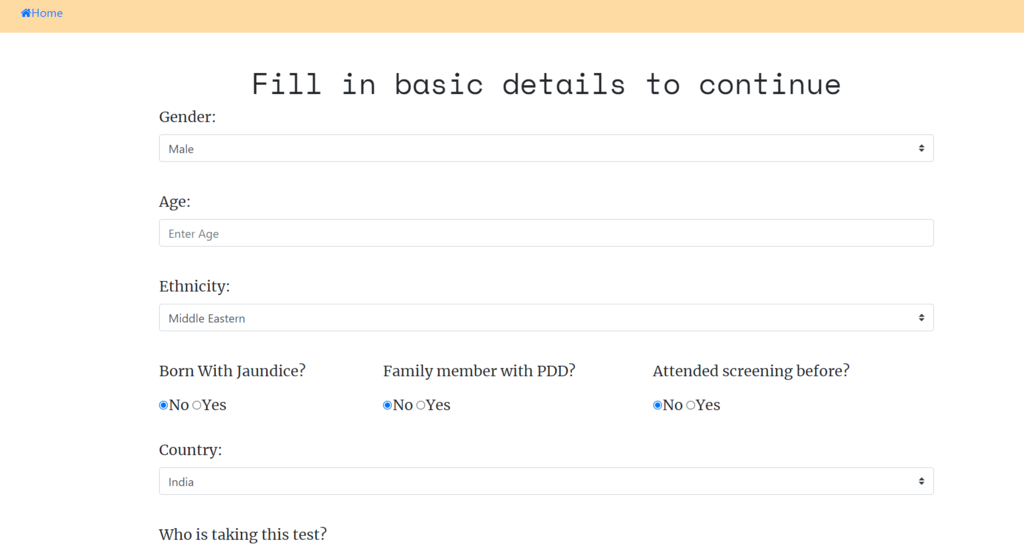 Home
Fill in basic details to continue
Gender:
Male
Age:
Enter Age
Ethnicity:
Middle Eastern
Born With Jaundice? Family member with PDD? Attended screening before?
No Yes No Yes No Yes
Country:
India
Who is taking this test?